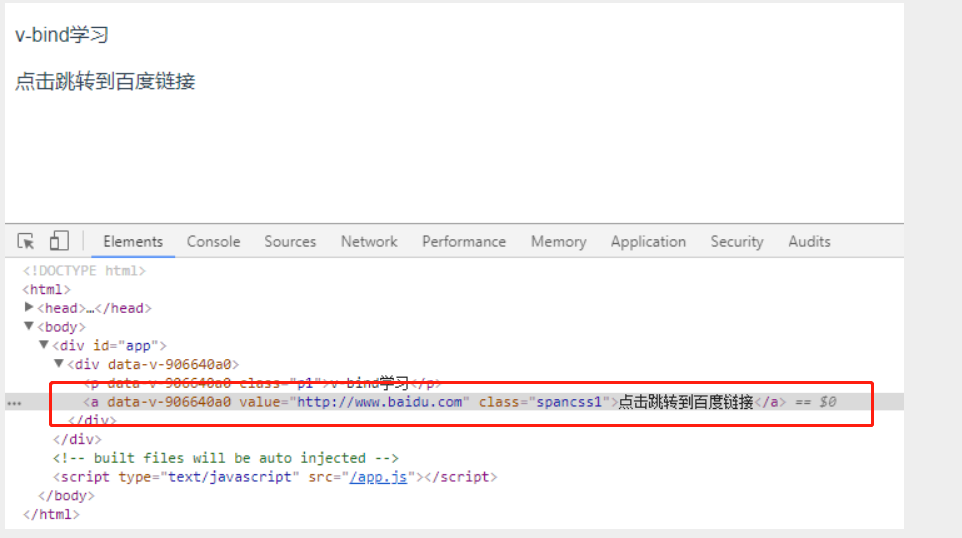 v-bind学习
点击跳转到百度链接
Elements Console Sources Network Performance Memory Application Security Audits
<!DOCTYPE html>
<html>
<head>…</head>
<body>
<div id="app">
<div data-v-906640a0>
<p data-v-906640a0 class="p1">v-bind学习</p>
<a data-v-906640a0 value="http://www.baidu.com" class="spancss1">点击跳转到百度链接</a> == $0
</div>
</div>
<!-- built files will be auto injected -->
<script type="text/javascript" src="/app.js"></script>
</body>
</html>